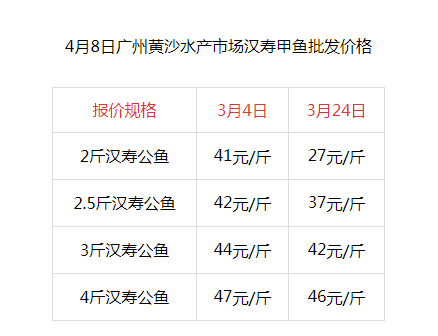 4月8日广州黄沙水产市场汉寿甲鱼批发价格
报价规格 3月4日 3月24日
2斤汉寿公鱼 41元/斤 27元/斤
2.5斤汉寿公鱼 42元/斤 37元/斤
3斤汉寿公鱼 44元/斤 42元/斤
4斤汉寿公鱼 47元/斤 46元/斤